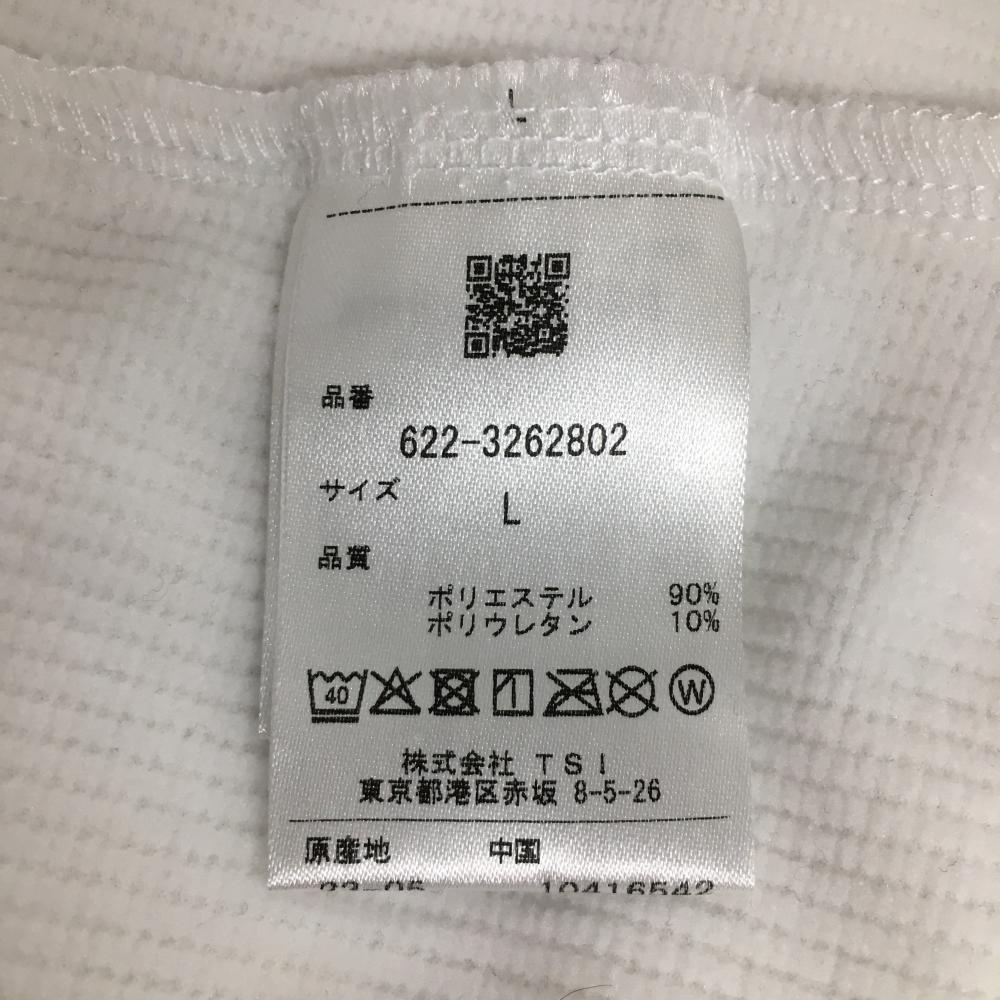 品番
622-3262802
サイズ
L
品質
ポリエステル 90%
ポリウレタン 10%
40 W
株式会社 TSI
東京都港区赤坂 8-5-26
原産地 中国